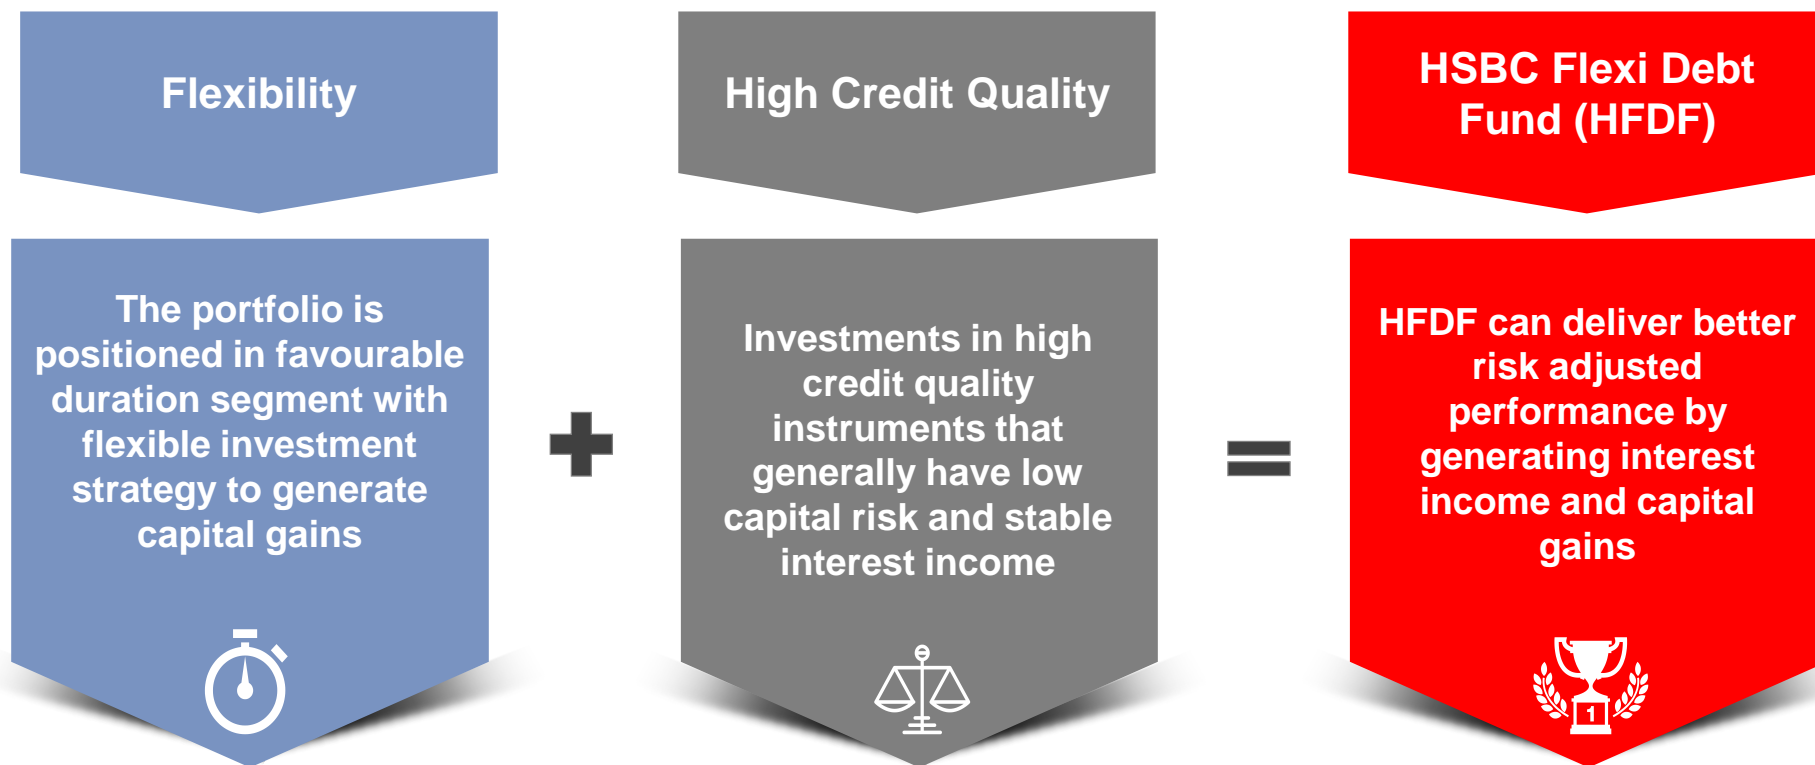 Flexibility
The portfolio is
positioned in favourable
duration segment with
flexible investment
strategy to generate
capital gains
High Credit Quality
Investments in high
credit quality
instruments that
generally have low
capital risk and stable
interest income
HSBC Flexi Debt
Fund (HFDF)
HFDF can deliver better
risk adjusted
performance by
generating interest
income and capital
gains
1